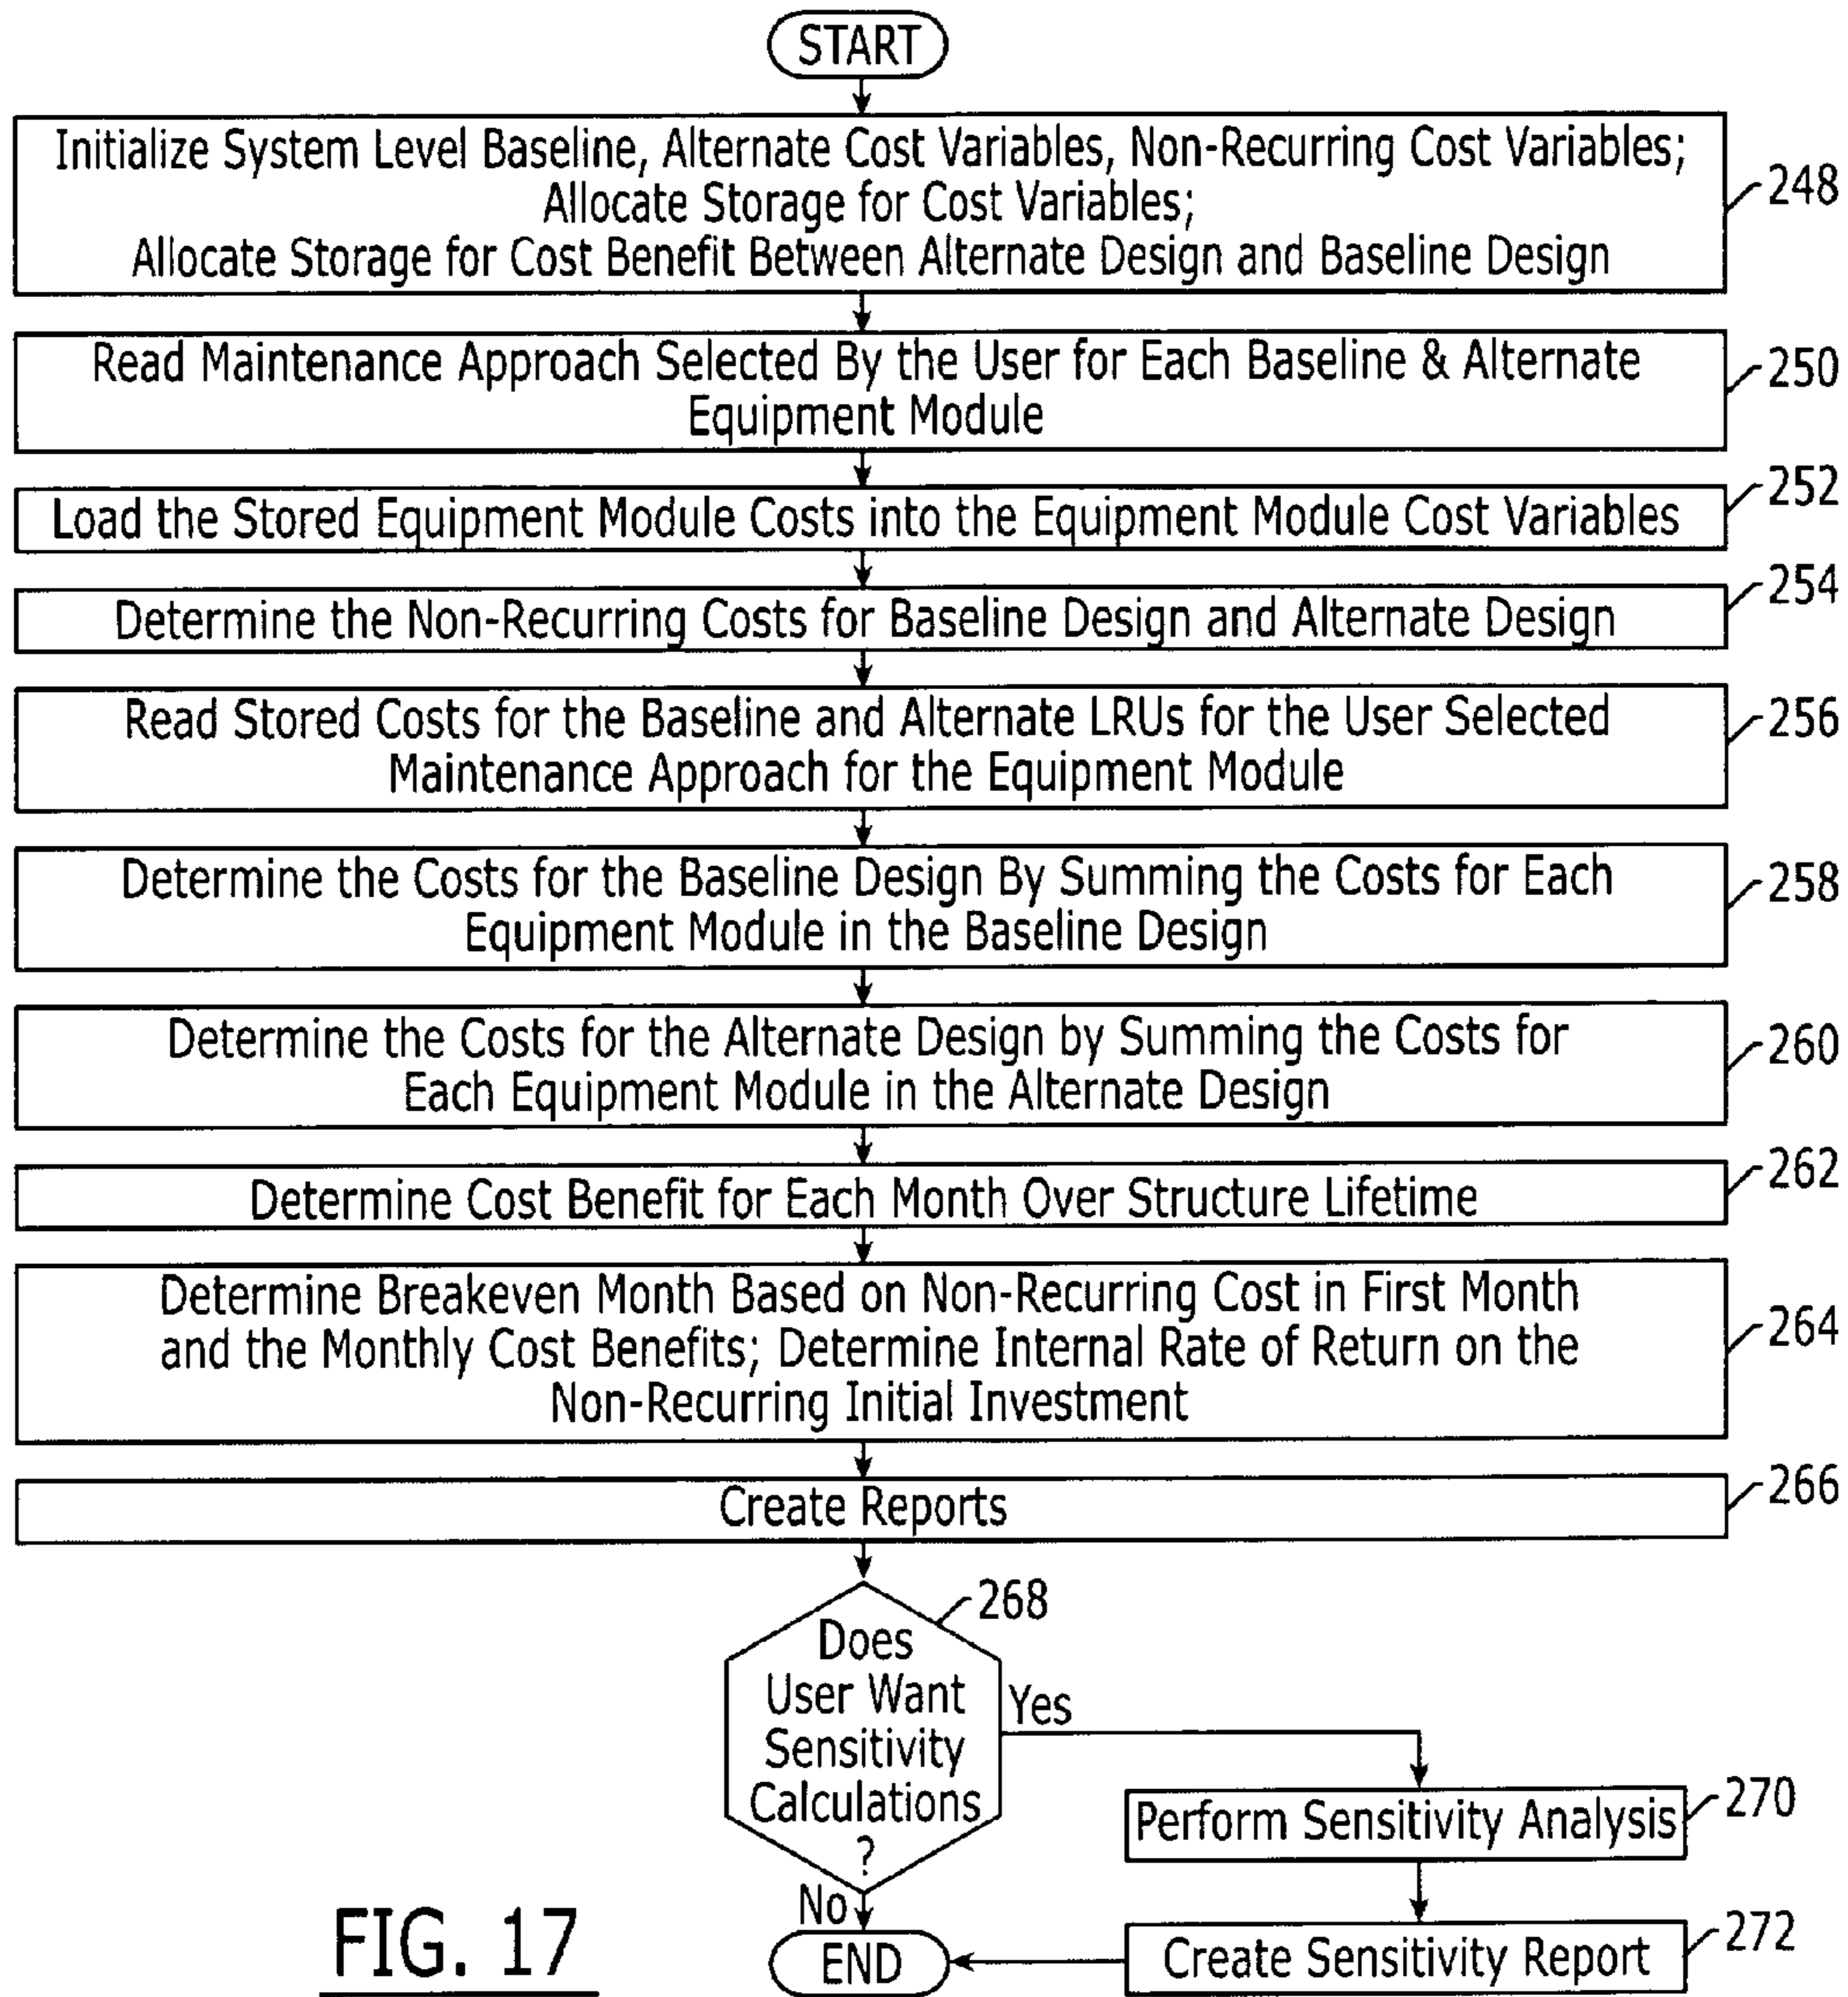 START
Initialize System Level Baseline, Alternate Cost Variables, Non-Recurring Cost Variables;
Allocate Storage for Cost Variables;
Allocate Storage for Cost Benefit Between Alternate Design and Baseline Design
248
Read Maintenance Approach Selected By the User for Each Baseline & Alternate
Equipment Module
250
Load the Stored Equipment Module Costs into the Equipment Module Cost Variables
252
Determine the Non-Recurring Costs for Baseline Design and Alternate Design
254
Read Stored Costs for the Baseline and Alternate LRUs for the User Selected
Maintenance Approach for the Equipment Module
256
Determine the Costs for the Baseline Design By Summing the Costs for Each
Equipment Module in the Baseline Design
258
Determine the Costs for the Alternate Design by Summing the Costs for
Each Equipment Module in the Alternate Design
260
Determine Cost Benefit for Each Month Over Structure Lifetime
262
Determine Breakeven Month Based on Non-Recurring Cost in First Month
and the Monthly Cost Benefits; Determine Internal Rate of Return on the
Non-Recurring Initial Investment
264
Create Reports
266
Does
User Want
Sensitivity
Calculations
?
268
Yes
Perform Sensitivity Analysis
270
No
END
Create Sensitivity Report
272
FIG. 17